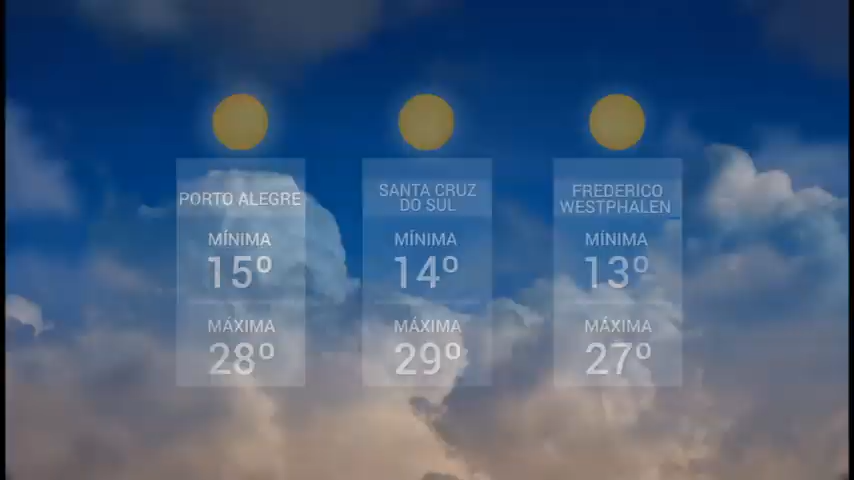 PORTO ALEGRE
MÍNIMA
15º
MÁXIMA
28º
SANTA CRUZ
DO SUL
MÍNIMA
14º
MÁXIMA
29º
FREDERICO
WESTPHALEN
MÍNIMA
13º
MÁXIMA
27º